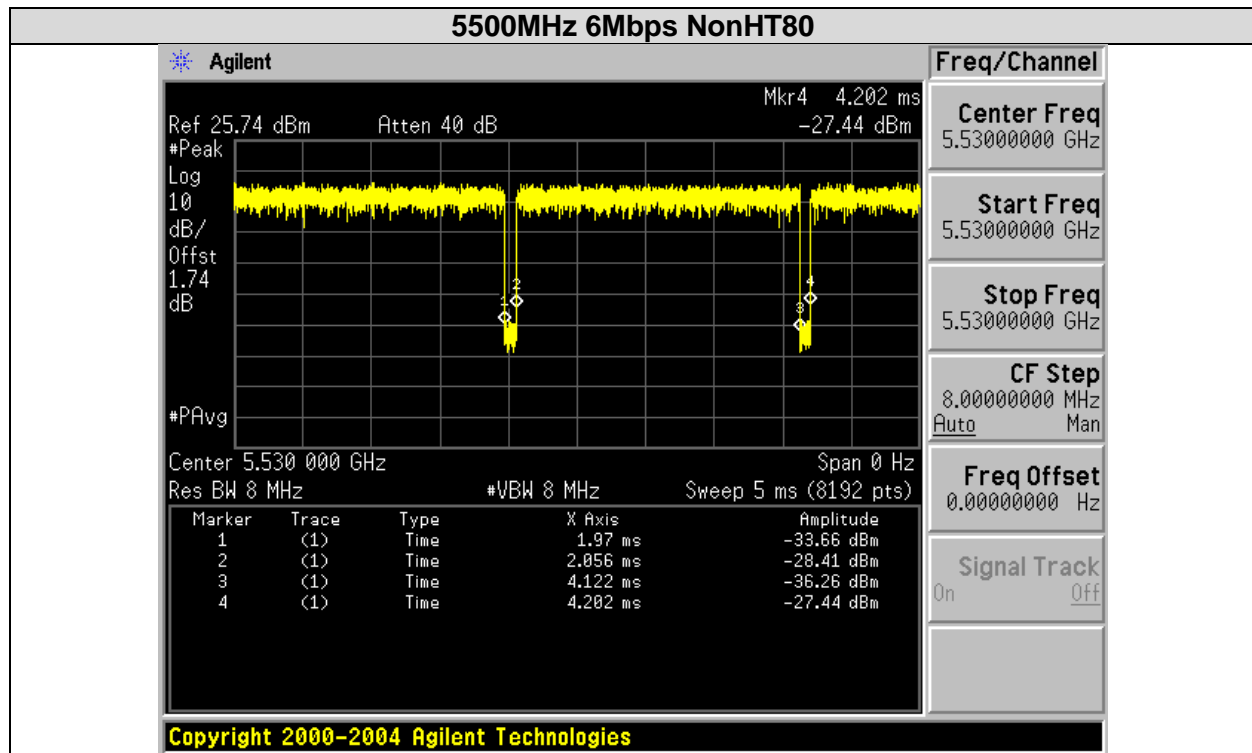 5500MHz 6Mbps NonHT80
Agilent
Freq/Channel
Mkr4 4.202 ms
Ref 25.74 dBm Atten 40 dB -27.44 dBm
#Peak
Log
10
dB/
Offst
1.74
dB
1
2
3
4
#PAvg
Center 5.530 000 GHz Span 0 Hz
Res BW 8 MHz #VBW 8 MHz Sweep 5 ms (8192 pts)
Marker Trace Type X Axis Amplitude
1 (1) Time 1.97 ms -33.66 dBm
2 (1) Time 2.056 ms -28.41 dBm
3 (1) Time 4.122 ms -36.26 dBm
4 (1) Time 4.202 ms -27.44 dBm
Center Freq
5.53000000 GHz
Start Freq
5.53000000 GHz
Stop Freq
5.53000000 GHz
CF Step
8.00000000 MHz
Auto Man
Freq Offset
0.00000000 Hz
Signal Track
On Off
Copyright 2000-2004 Agilent Technologies